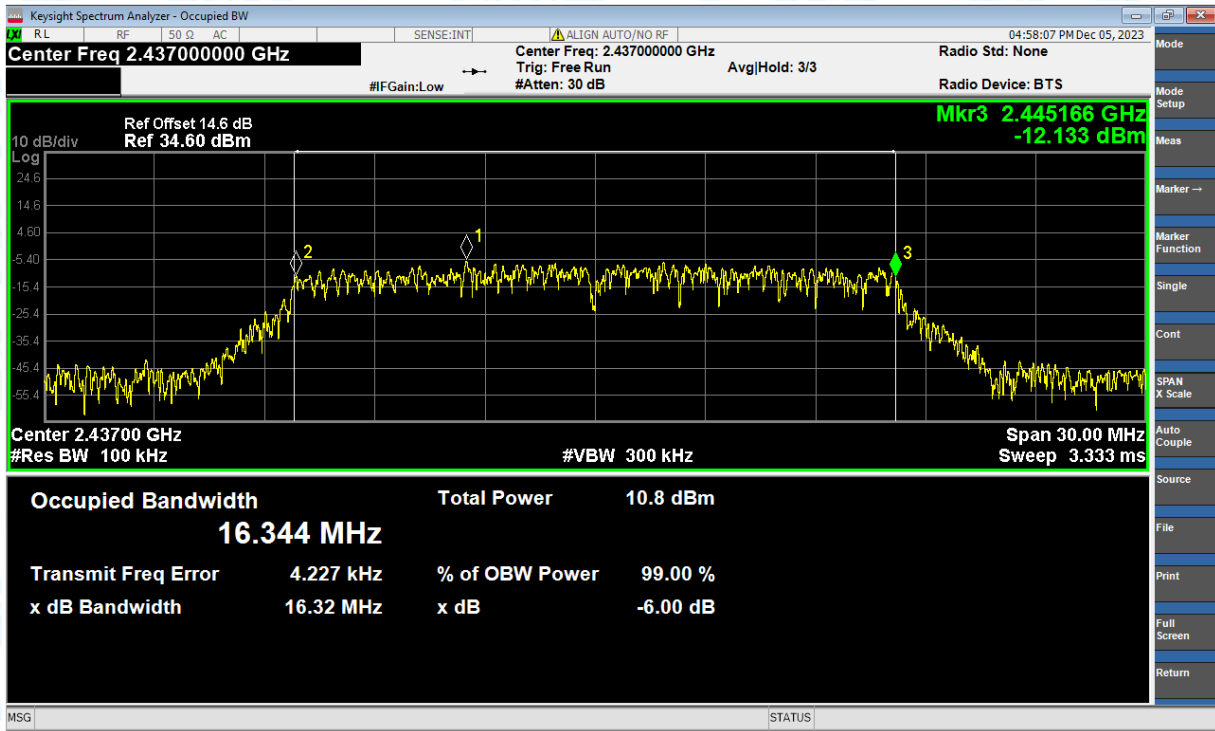 Keysight Spectrum Analyzer - Occupied BW
LXI RL RF 50 Ω AC SENSE:INT ALIGN AUTO/NO RF 04:58:07 PM Dec 05, 2023
Center Freq 2.437000000 GHz Center Freq: 2.437000000 GHz Radio Std: None
Trig: Free Run Avg|Hold: 3/3
#IFGain:Low #Atten: 30 dB Radio Device: BTS
Mkr3 2.445166 GHz
-12.133 dBm
Ref Offset 14.6 dB
10 dB/div Ref 34.60 dBm
Log
24.6
14.6
4.60
-5.40
-15.4
-25.4
-35.4
-45.4
-55.4
1
2
3
Center 2.43700 GHz Span 30.00 MHz
#Res BW 100 kHz #VBW 300 kHz Sweep 3.333 ms
Occupied Bandwidth Total Power 10.8 dBm
16.344 MHz
Transmit Freq Error 4.227 kHz % of OBW Power 99.00 %
x dB Bandwidth 16.32 MHz x dB -6.00 dB
MSG STATUS
Mode
Mode
Setup
Meas
Marker →
Marker
Function
Single
Cont
SPAN
X Scale
Auto
Couple
Source
File
Print
Full
Screen
Return